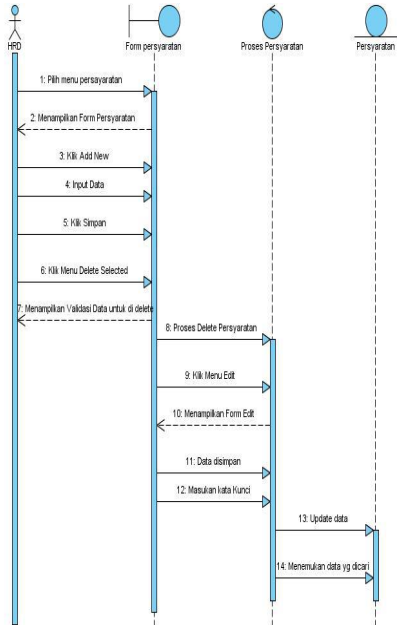 HRD
Form persyaratan
Proses Persyaratan
Persyaratan
1: Pilih menu persayaratan
2: Menampilkan Form Persyaratan
3: Klik Add New
4: Input Data
5: Klik Simpan
6: Klik Menu Delete Selected
7: Menampilkan Validasi Data untuk di delete
8: Proses Delete Persyaratan
9: Klik Menu Edit
10: Menampilkan Form Edit
11: Data disimpan
12: Masukan kata Kunci
13: Update data
14: Menemukan data yg dicari